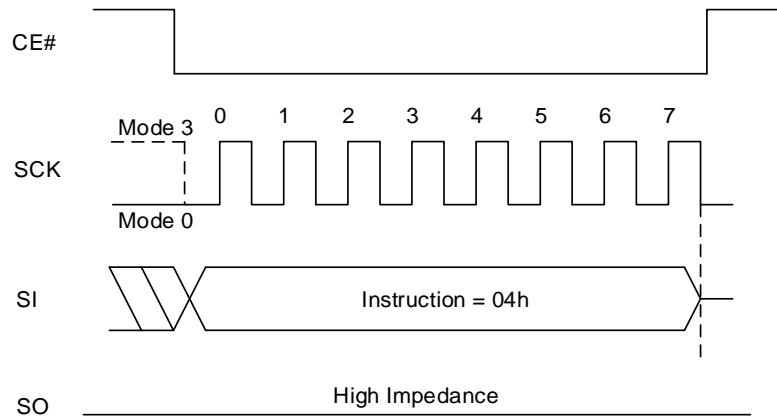 CE#
0 1 2 3 4 5 6 7
Mode 3
SCK
Mode 0
SI
Instruction = 04h
SO
High Impedance